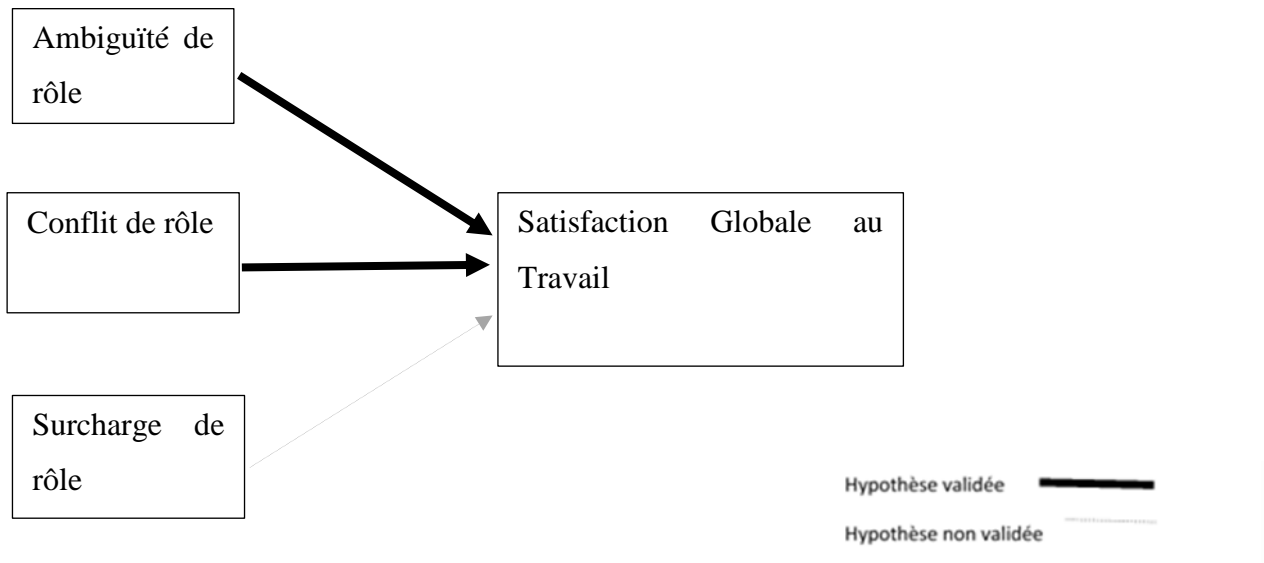 Ambiguïté de
rôle
Conflit de rôle
Satisfaction Globale au
Travail
Surcharge de
rôle
Hypothèse validée
Hypothèse non validée